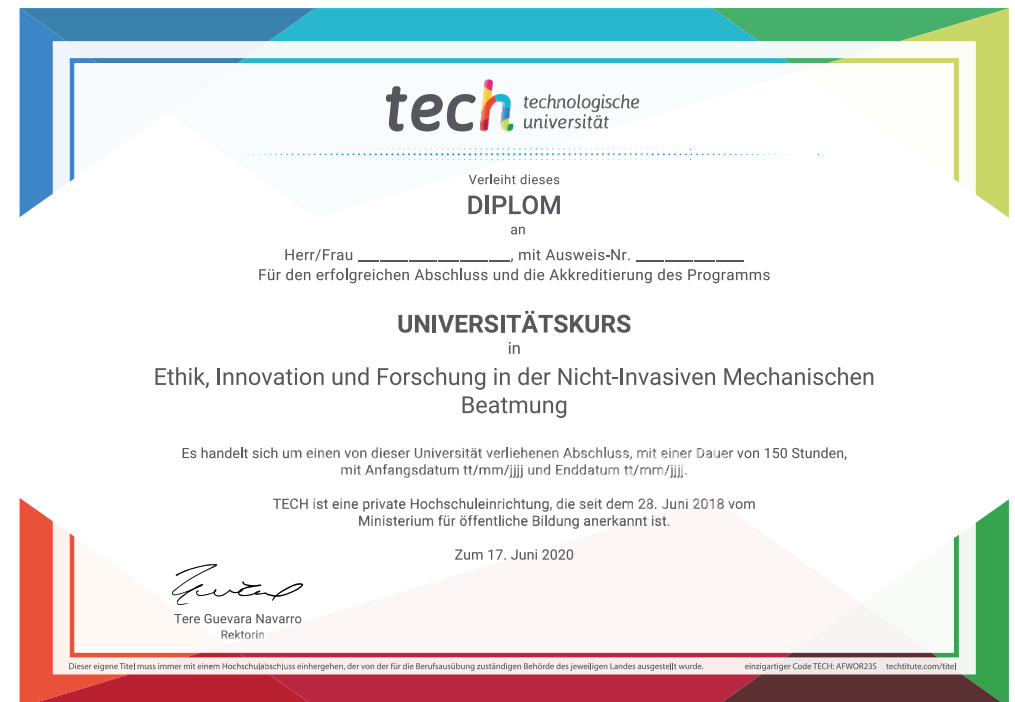 tech technologische
universität
Verleiht dieses
DIPLOM
an
Herr/Frau ____________________, mit Ausweis-Nr. ______________
Für den erfolgreichen Abschluss und die Akkreditierung des Programms
UNIVERSITÄTSKURS
in
Ethik, Innovation und Forschung in der Nicht-Invasiven Mechanischen
Beatmung
Es handelt sich um einen von dieser Universität verliehenen Abschluss, mit einer Dauer von 150 Stunden,
mit Anfangsdatum tt/mm/jjjj und Enddatum tt/mm/jjjj.
TECH ist eine private Hochschuleinrichtung, die seit dem 28. Juni 2018 vom
Ministerium für öffentliche Bildung anerkannt ist.
Zum 17. Juni 2020
Tere Guevara Navarro
Rektorin
Dieser eigene Titel muss immer mit einem Hochschulabschluss einhergehen, der von der für die Berufsausübung zuständigen Behörde des jeweiligen Landes ausgestellt wurde. einzigartiger Code TECH: AFWOR23S techtitute.com/titel